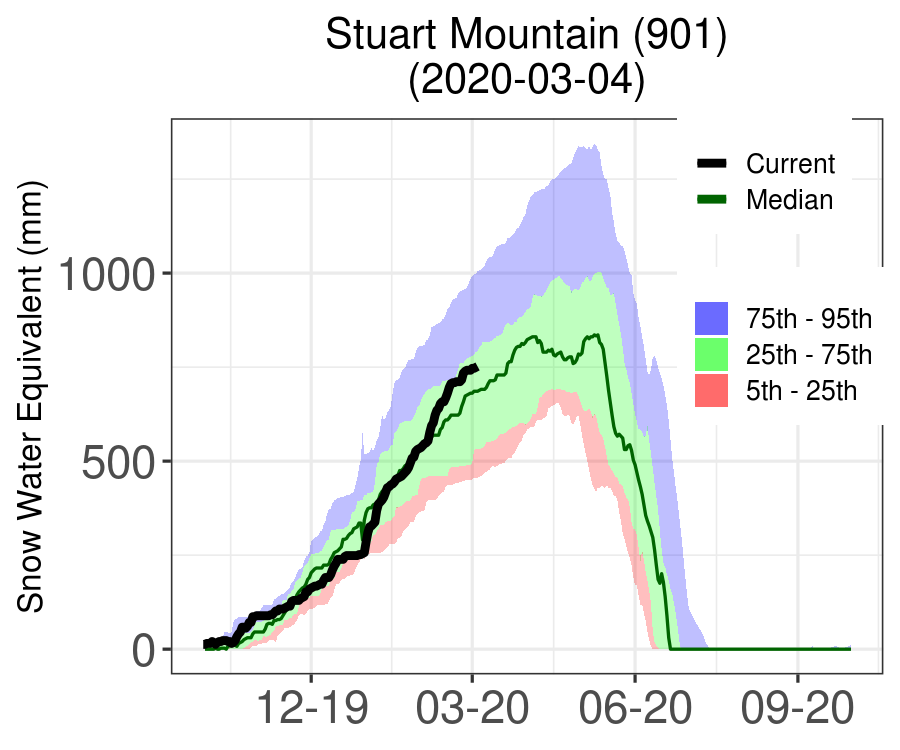 Stuart Mountain (901)
(2020-03-04)
Snow Water Equivalent (mm)
1000
500
0
12-19
03-20
06-20
09-20
Current
Median
75th - 95th
25th - 75th
5th - 25th